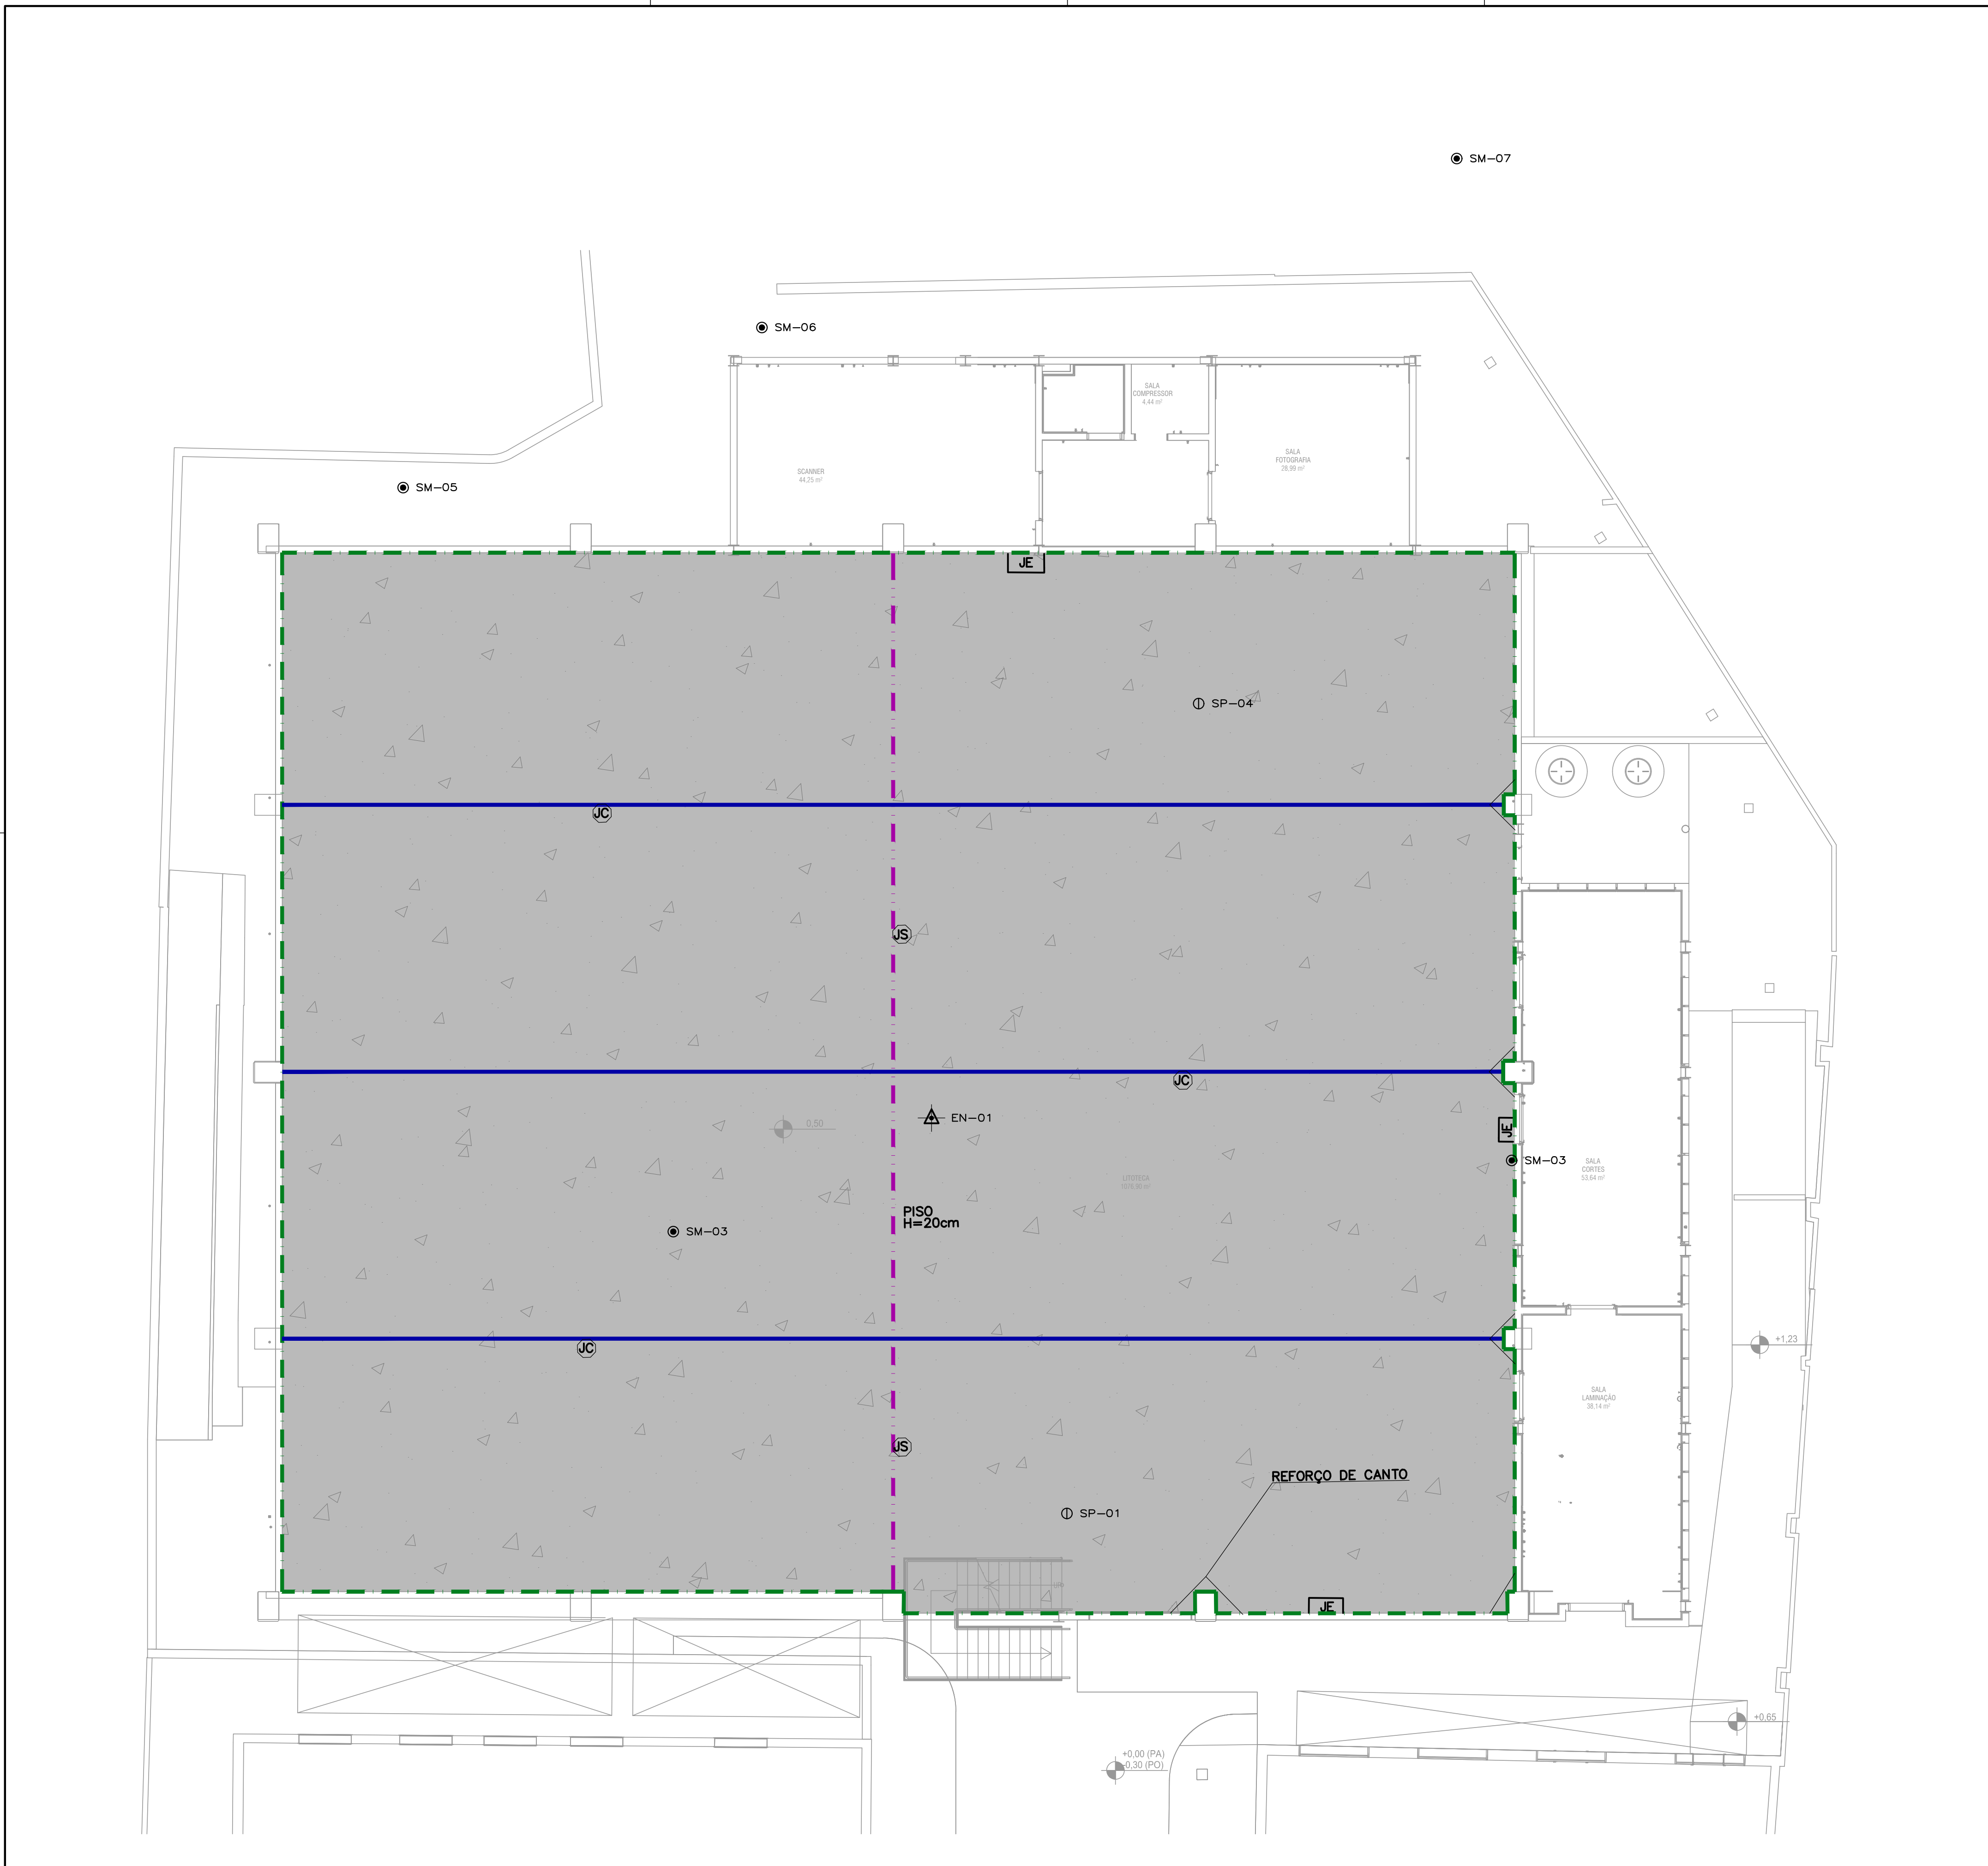 SM-07
SM-06
SALA
COMPRESSOR
4,44 m²
SALA
FOTOGRAFIA
28,99 m²
SCANNER
44,25 m²
SM-05
JE
SP-04
JC
JS
JC
EN-01
0,50
JE
SM-03
SALA
CORTES
53,64 m²
LITOTECA
PISO
H=20cm
SM-03
+1,23
JC
SALA
LAMINAÇÃO
38,14 m²
JS
REFORÇO DE CANTO
SP-01
JE
+0,65
+0,00 (PA)
-0,30 (PO)